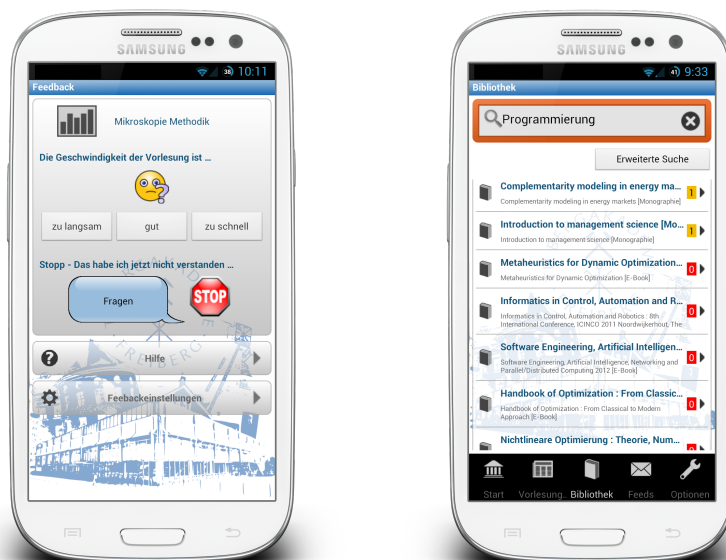 SAMSUNG
38 10:11
Feedback
Mikroskopie Methodik
Die Geschwindigkeit der Vorlesung ist ...
zu langsam gut zu schnell
Stopp - Das habe ich jetzt nicht verstanden ...
Fragen STOP
FREIBERG
Hilfe
Feebackeinstellungen
SAMSUNG
41 9:33
Bibliothek
Programmierung
Erweiterte Suche
Complementarity modeling in energy ma...
Complementarity modeling in energy markets [Monographie]
1
Introduction to management science [Mo...
Introduction to management science [Monographie]
1
Metaheuristics for Dynamic Optimization...
Metaheuristics for Dynamic Optimization [E-Book]
0
Informatics in Control, Automation and R...
Informatics in Control, Automation and Robotics : 8th
International Conference, ICINCO 2011 Noordwijkerhout, The
0
Software Engineering, Artificial Intelligen...
Software Engineering, Artificial Intelligence, Networking and
Parallel/Distributed Computing 2012 [E-Book]
0
Handbook of Optimization : From Classic...
Handbook of Optimization : From Classical to Modern
Approach [E-Book]
0
Nichtlineare Optimierung : Theorie, Num...
Start Vorlesung.. Bibliothek Feeds Optionen